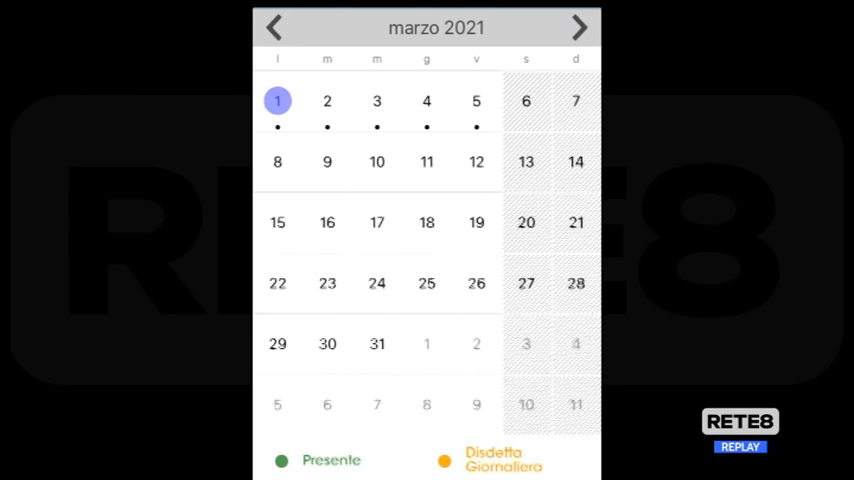 marzo 2021
l m m g v s d
1 2 3 4 5 6 7
8 9 10 11 12 13 14
15 16 17 18 19 20 21
22 23 24 25 26 27 28
29 30 31 1 2 3 4
5 6 7 8 9 10 11
Presente
Disdetta
Giornaliera
RETE8
REPLAY